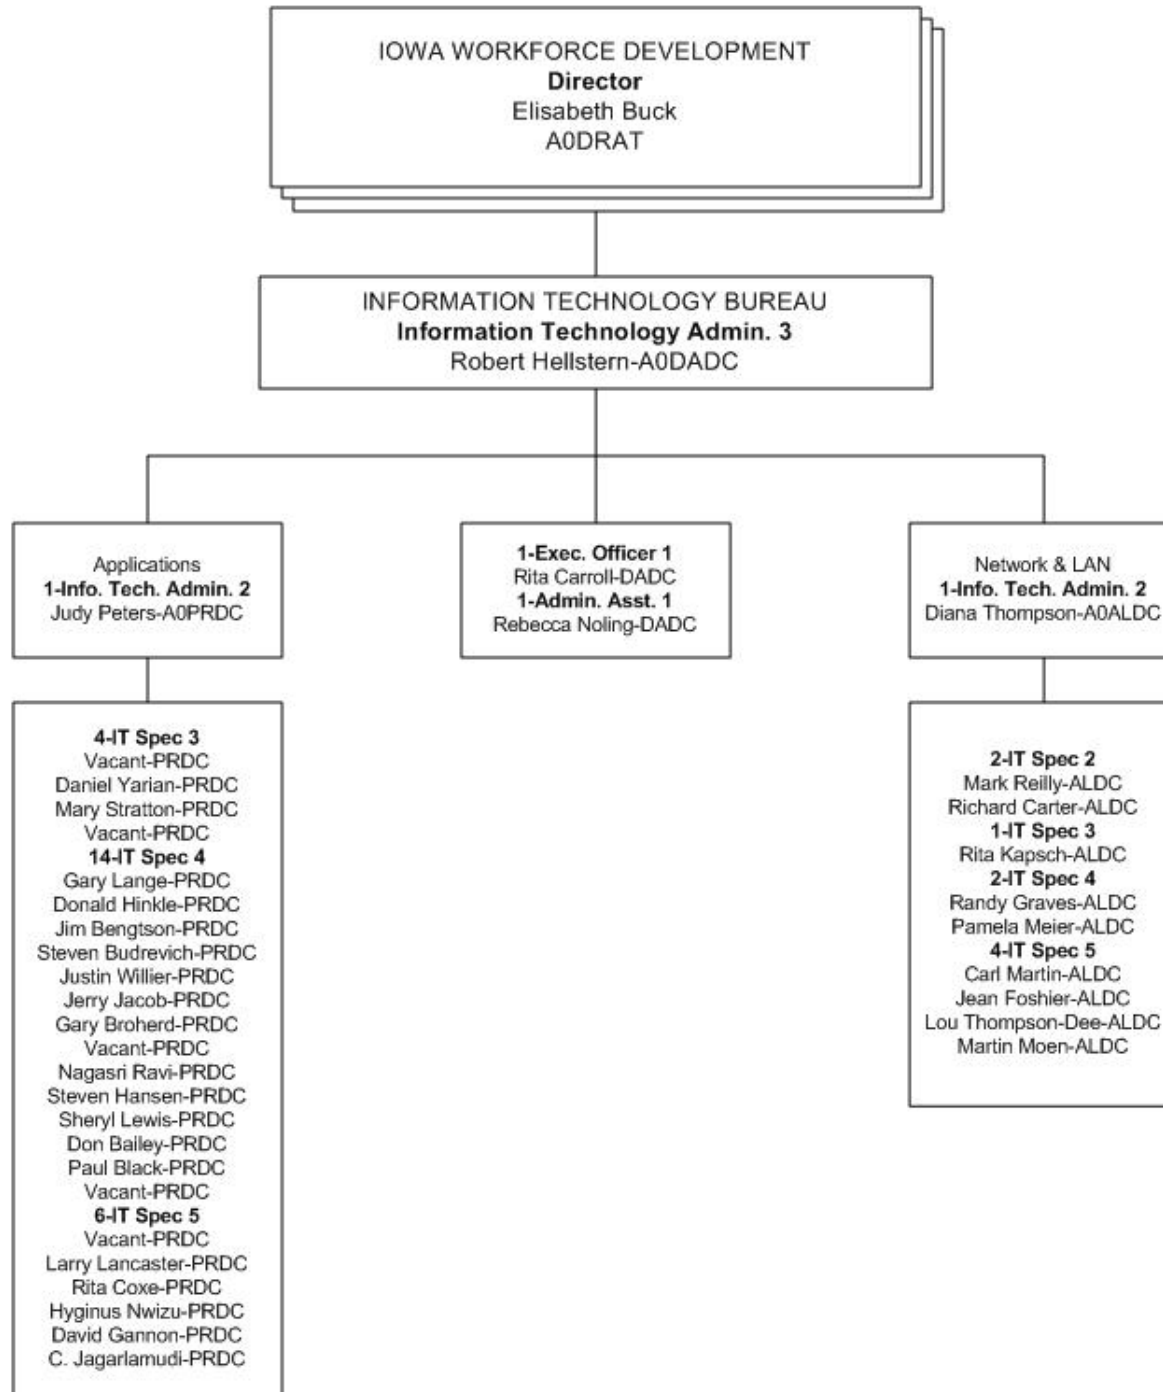 IOWA WORKFORCE DEVELOPMENT
Director
Elisabeth Buck
A0DRAT
INFORMATION TECHNOLOGY BUREAU
Information Technology Admin. 3
Robert Hellstern-A0DADC
Applications
1-Info. Tech. Admin. 2
Judy Peters-A0PRDC
1-Exec. Officer 1
Rita Carroll-DADC
1-Admin. Asst. 1
Rebecca Noling-DADC
Network & LAN
1-Info. Tech. Admin. 2
Diana Thompson-A0ALDC
4-IT Spec 3
Vacant-PRDC
Daniel Yarian-PRDC
Mary Stratton-PRDC
Vacant-PRDC
14-IT Spec 4
Gary Lange-PRDC
Donald Hinkle-PRDC
Jim Bengtson-PRDC
Steven Budrevich-PRDC
Justin Willier-PRDC
Jerry Jacob-PRDC
Gary Broherd-PRDC
Vacant-PRDC
Nagasri Ravi-PRDC
Steven Hansen-PRDC
Sheryl Lewis-PRDC
Don Bailey-PRDC
Paul Black-PRDC
Vacant-PRDC
6-IT Spec 5
Vacant-PRDC
Larry Lancaster-PRDC
Rita Coxe-PRDC
Hyginus Nwizu-PRDC
David Gannon-PRDC
C. Jagarlamudi-PRDC
2-IT Spec 2
Mark Reilly-ALDC
Richard Carter-ALDC
1-IT Spec 3
Rita Kapsch-ALDC
2-IT Spec 4
Randy Graves-ALDC
Pamela Meier-ALDC
4-IT Spec 5
Carl Martin-ALDC
Jean Foshier-ALDC
Lou Thompson-Dee-ALDC
Martin Moen-ALDC